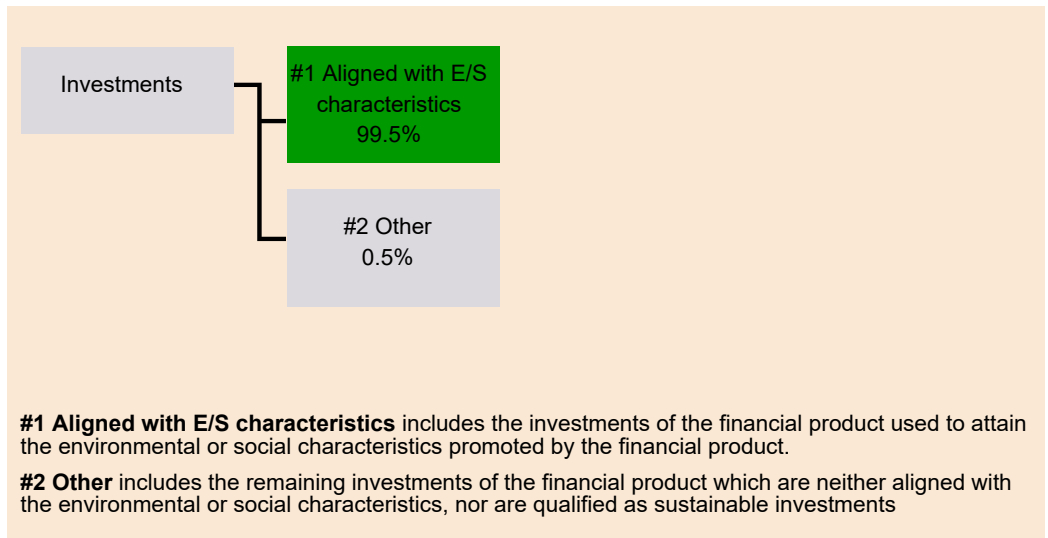 Investments
#1 Aligned with E/S
characteristics
99.5%
#2 Other
0.5%
#1 Aligned with E/S characteristics includes the investments of the financial product used to attain
the environmental or social characteristics promoted by the financial product.
#2 Other includes the remaining investments of the financial product which are neither aligned with
the environmental or social characteristics, nor are qualified as sustainable investments